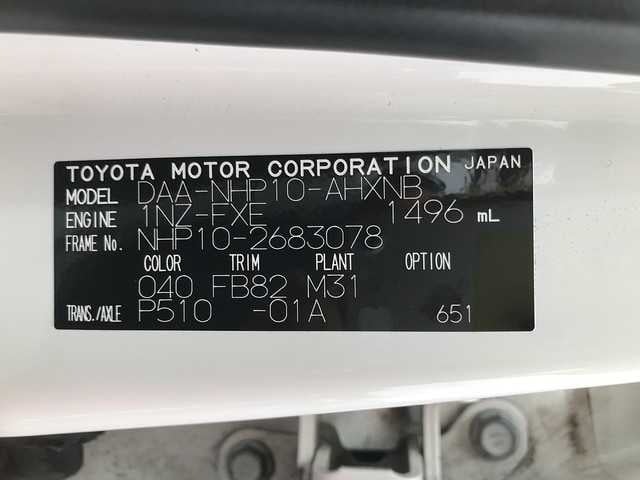 TOYOTA MOTOR CORPORATION JAPAN
MODEL DAA-NHP10-AHXNB
ENGINE 1NZ-FXE 1496 mL
FRAME No. NHP10-2683078
COLOR TRIM PLANT OPTION
040 FB82 M31
TRANS./AXLE P510 -01A 651